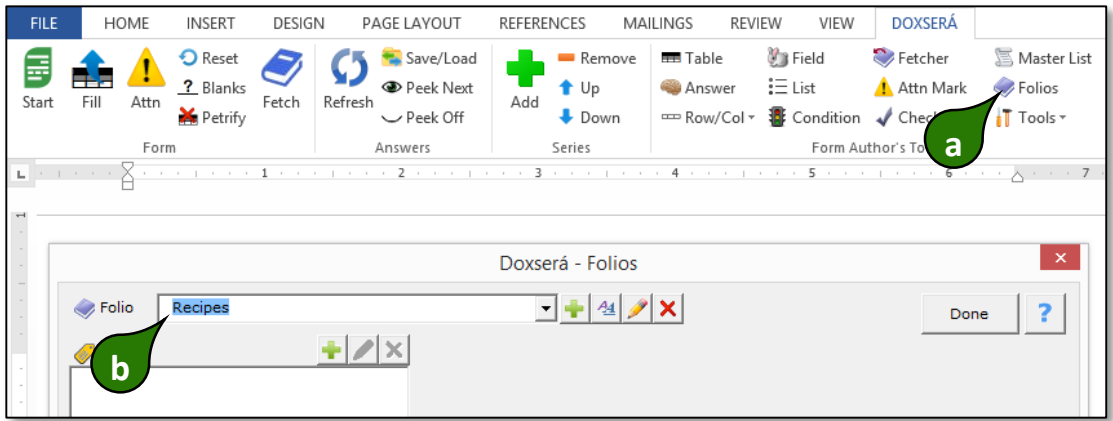 FILE HOME INSERT DESIGN PAGE LAYOUT REFERENCES MAILINGS REVIEW VIEW DOXSERÁ
Start Fill Attn Reset ? Blanks Petrify Fetch
Form
Refresh Save/Load Peek Next Peek Off
Answers
Add Remove Up Down
Series
Table Field Fetcher Master List
Answer List Attn Mark Folios
Row/Col Condition Check Tools
Form Author's To
a
L 1 2 3 4 5 6 7
1
Doxserá - Folios
Folio Recipes Done ?
b